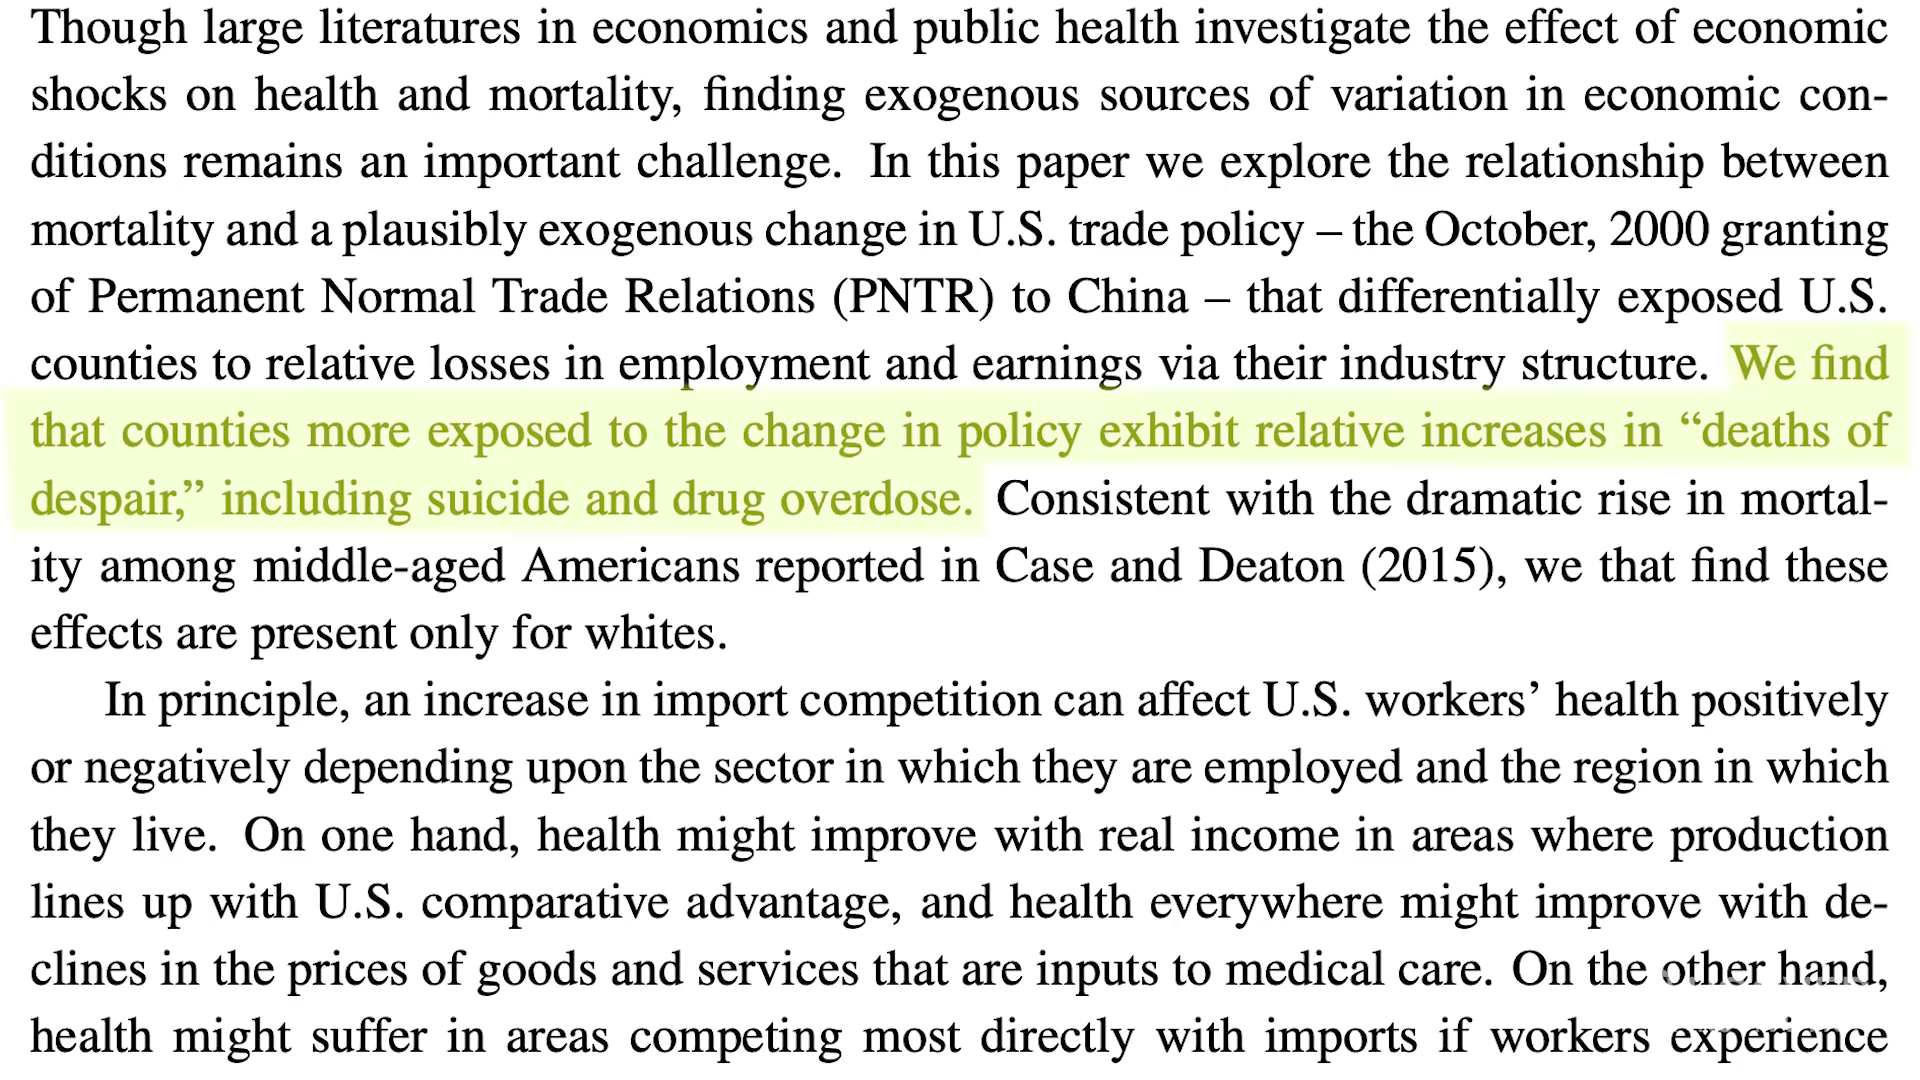 Though large literatures in economics and public health investigate the effect of economic
shocks on health and mortality, finding exogenous sources of variation in economic con-
ditions remains an important challenge. In this paper we explore the relationship between
mortality and a plausibly exogenous change in U.S. trade policy – the October, 2000 granting
of Permanent Normal Trade Relations (PNTR) to China – that differentially exposed U.S.
counties to relative losses in employment and earnings via their industry structure. We find
that counties more exposed to the change in policy exhibit relative increases in “deaths of
despair,” including suicide and drug overdose. Consistent with the dramatic rise in mortal-
ity among middle-aged Americans reported in Case and Deaton (2015), we that find these
effects are present only for whites.
In principle, an increase in import competition can affect U.S. workers’ health positively
or negatively depending upon the sector in which they are employed and the region in which
they live. On one hand, health might improve with real income in areas where production
lines up with U.S. comparative advantage, and health everywhere might improve with de-
clines in the prices of goods and services that are inputs to medical care. On the other hand,
health might suffer in areas competing most directly with imports if workers experience